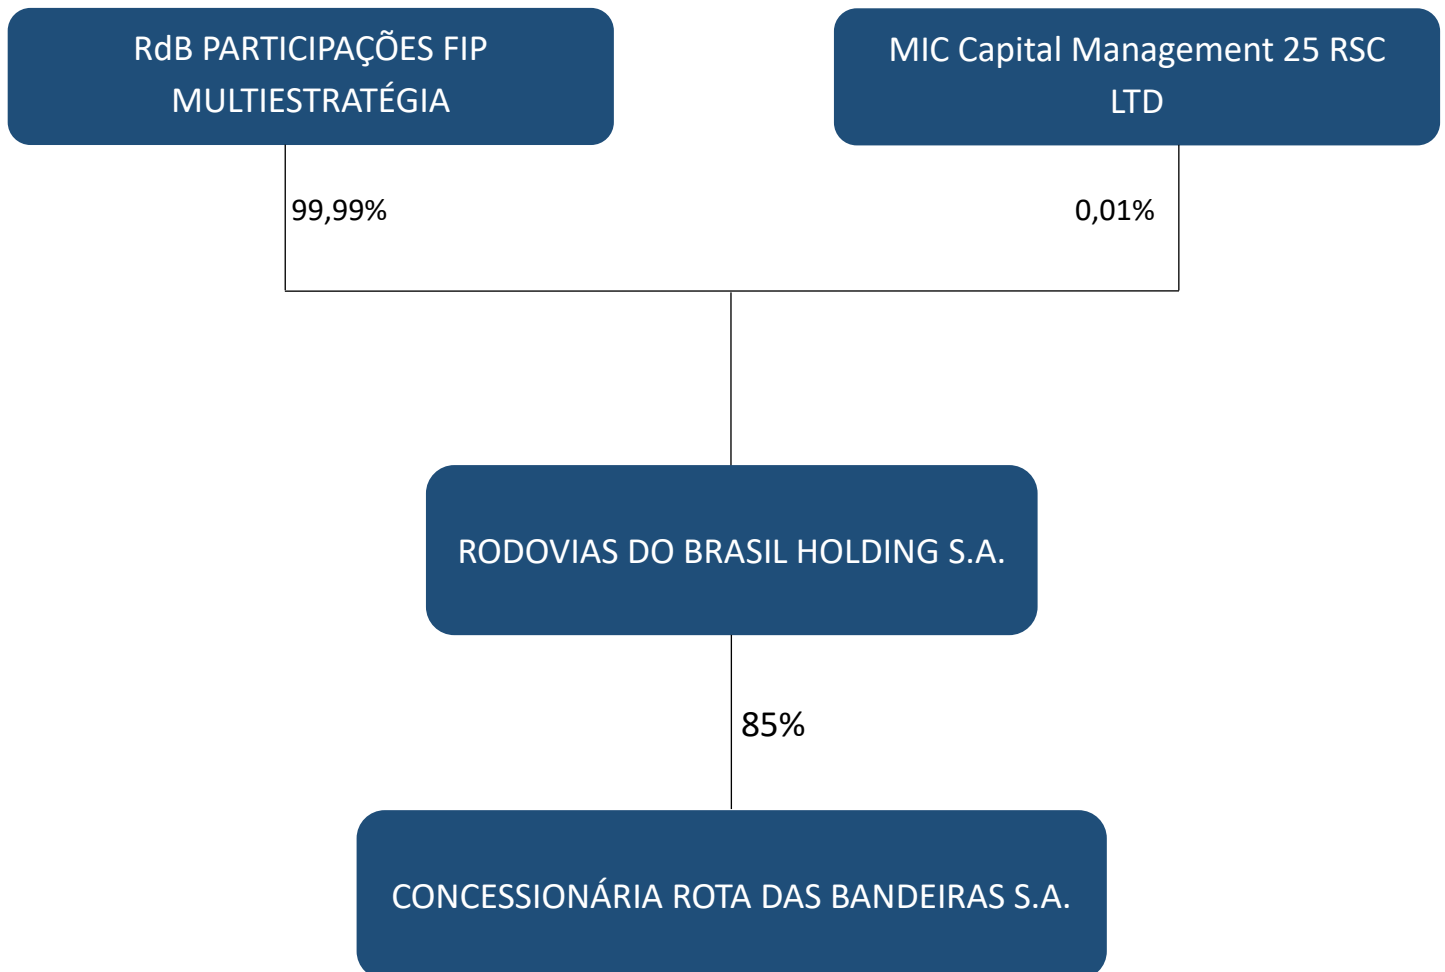 RdB PARTICIPAÇÕES FIP
MULTIESTRATÉGIA
MIC Capital Management 25 RSC
LTD
99,99%
0,01%
RODOVIAS DO BRASIL HOLDING S.A.
85%
CONCESSIONÁRIA ROTA DAS BANDEIRAS S.A.